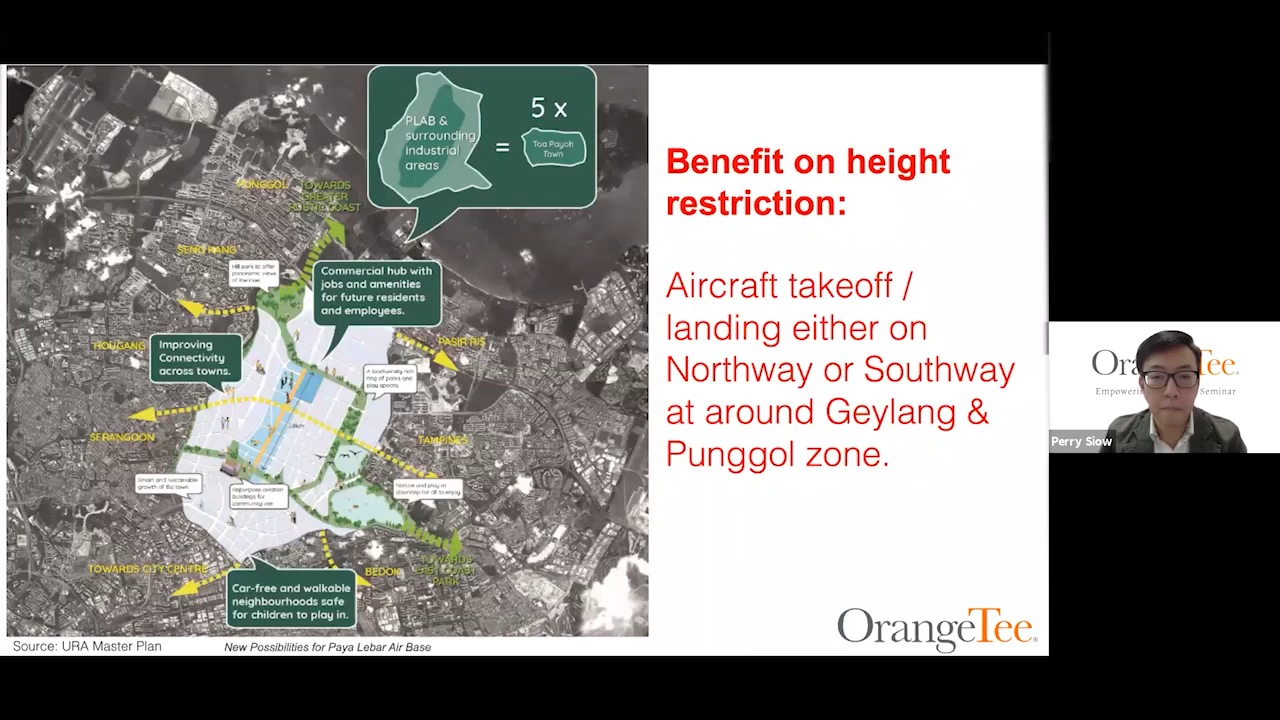 PLAB &
surrounding
industrial
areas
=
5 x
Toa Payoh
Town
PUNGGOL
TOWARDS
GREATER
RUSTIC COAST
SENG KANG
Hill park to offer
panoramic views
of the
Commercial hub with
jobs and amenities
for future residents
and employees.
HOUGANG
Improving
Connectivity
across towns.
PASIR RIS
A biodiversity rich
ring of parks and
play spaces
SERANGOON
TAMPINES
Smart and sustainable
growth of the town.
Repurpose aviation
buildings for
community use
Nature and play at
doorstep for all to enjoy
TOWARDS CITY CENTRE
BEDOK
TOWARDS
EAST COAST
PARK
Car-free and walkable
neighbourhoods safe
for children to play in.
Source: URA Master Plan
New Possibilities for Paya Lebar Air Base
Benefit on height
restriction:
Aircraft takeoff /
landing either on
Northway or Southway
at around Geylang &
Punggol zone.
OrangeTee
Oran Tee
Empower Seminar
Perry Siow